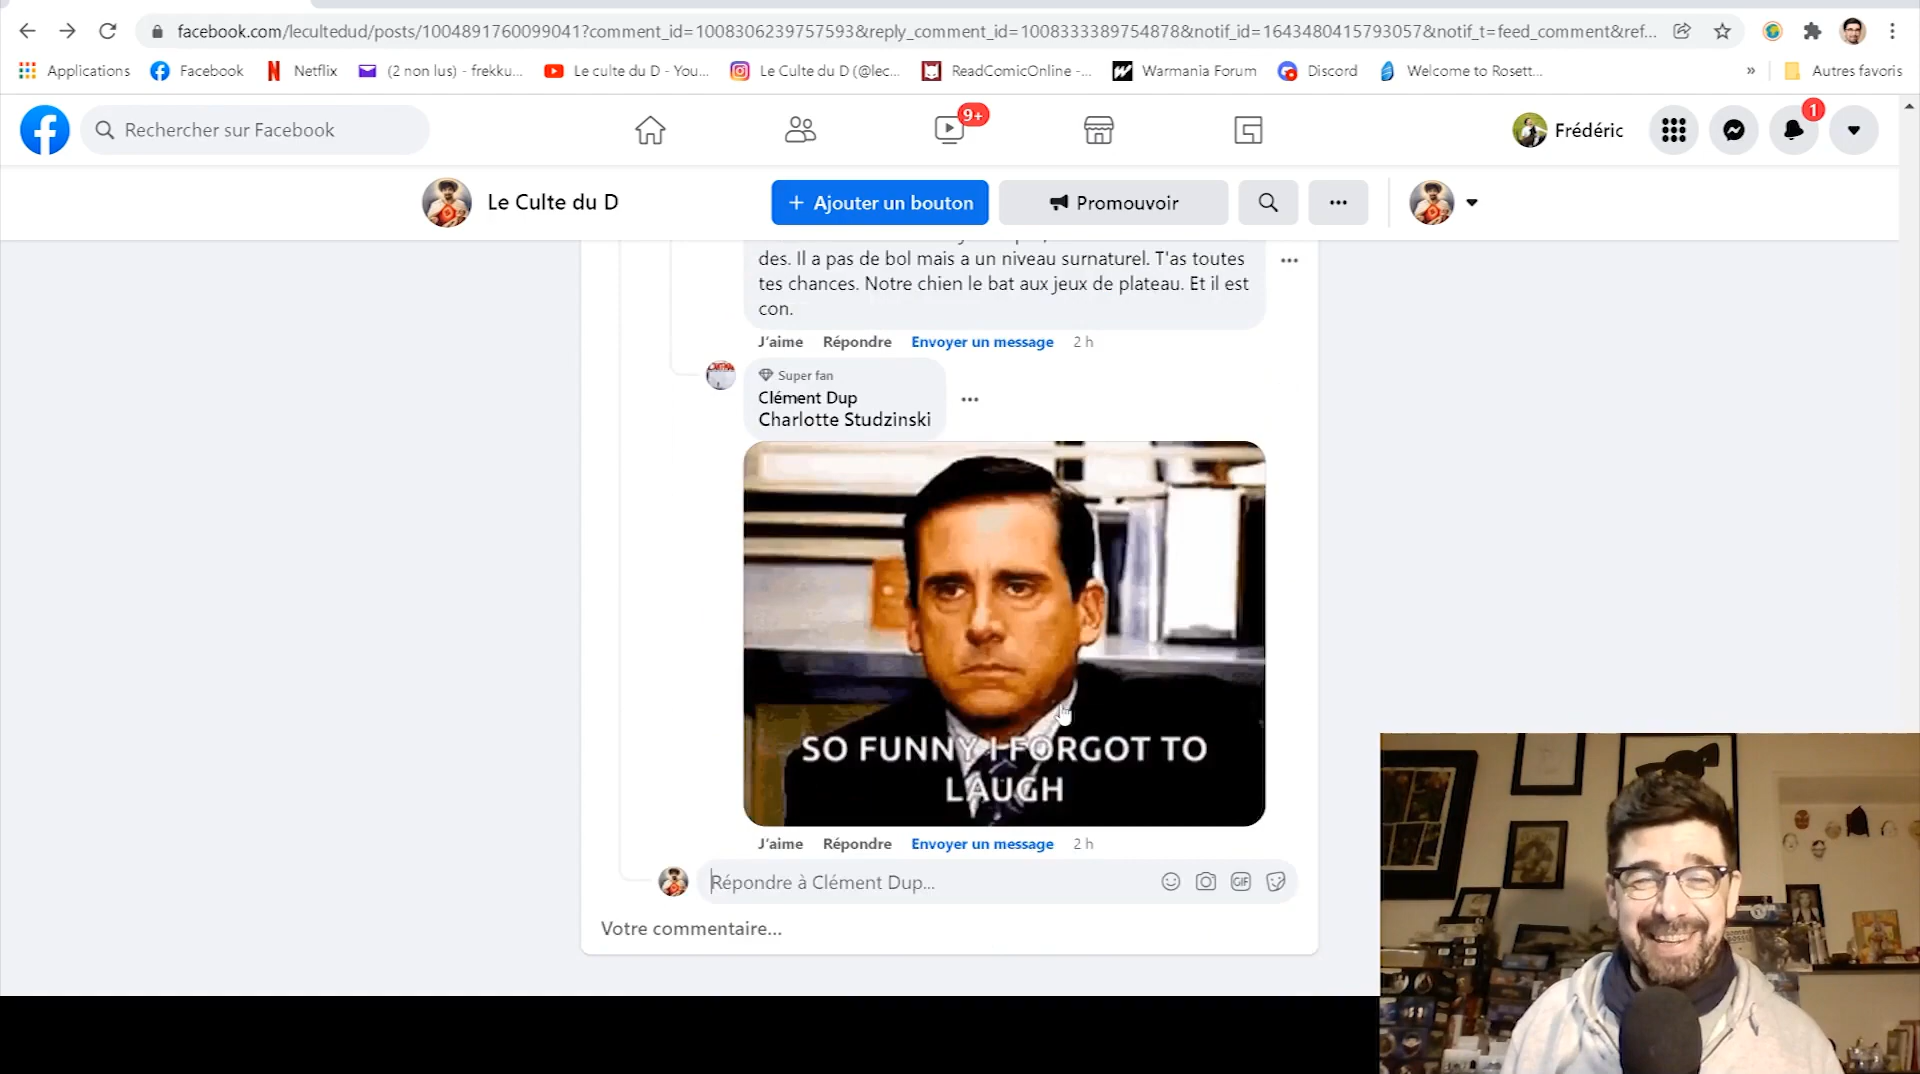 facebook.com/lecultedud/posts/1004891760099041?comment_id=1008306239757593&reply_comment_id=1008333389754878&notif_id=1643480415793057&notif_t=feed_comment&ref...
Applications Facebook Netflix (2 non lus) - frekku... Le culte du D - You... Le Culte du D (@lec... ReadComicOnline -... Warmania Forum Discord Welcome to Rosett... » Autres favoris
Rechercher sur Facebook 9+ Frédéric 1
Le Culte du D + Ajouter un bouton Promouvoir
des. Il a pas de bol mais a un niveau surnaturel. T'as toutes
tes chances. Notre chien le bat aux jeux de plateau. Et il est
con.
J'aime Répondre Envoyer un message 2 h
Super fan
Clément Dup
Charlotte Studzinski
SO FUNNY I FORGOT TO
LAUGH
J'aime Répondre Envoyer un message 2 h
Répondre à Clément Dup... GIF
Votre commentaire...